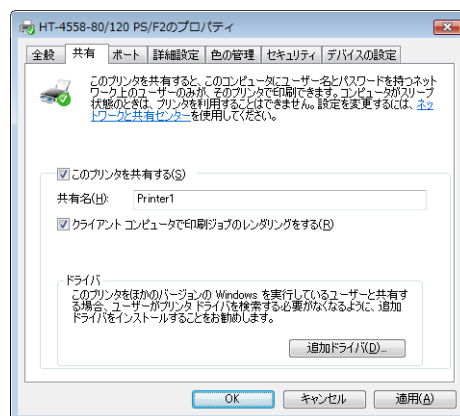 HT-4558-80/120 PS/F2のプロパティ
全般 共有 ポート 詳細設定 色の管理 セキュリティ デバイスの設定
このプリンタを共有すると、このコンピュータにユーザー名とパスワードを持つネット
ワーク上のユーザーのみが、そのプリンタで印刷できます。コンピュータがスリープ
状態のときは、プリンタを利用することはできません。設定を変更するには、ネッ
トワークと共有センターを使用してください。
このプリンタを共有する(S)
共有名(H): Printer1
クライアント コンピュータで印刷ジョブのレンダリングをする(R)
ドライバ
このプリンタをほかのバージョンの Windows を実行しているユーザーと共有す
る場合、ユーザーがプリンタ ドライバを検索する必要がなくなるように、追加
ドライバをインストールすることをお勧めします。
追加ドライバ(D)...
OK キャンセル 適用(A)